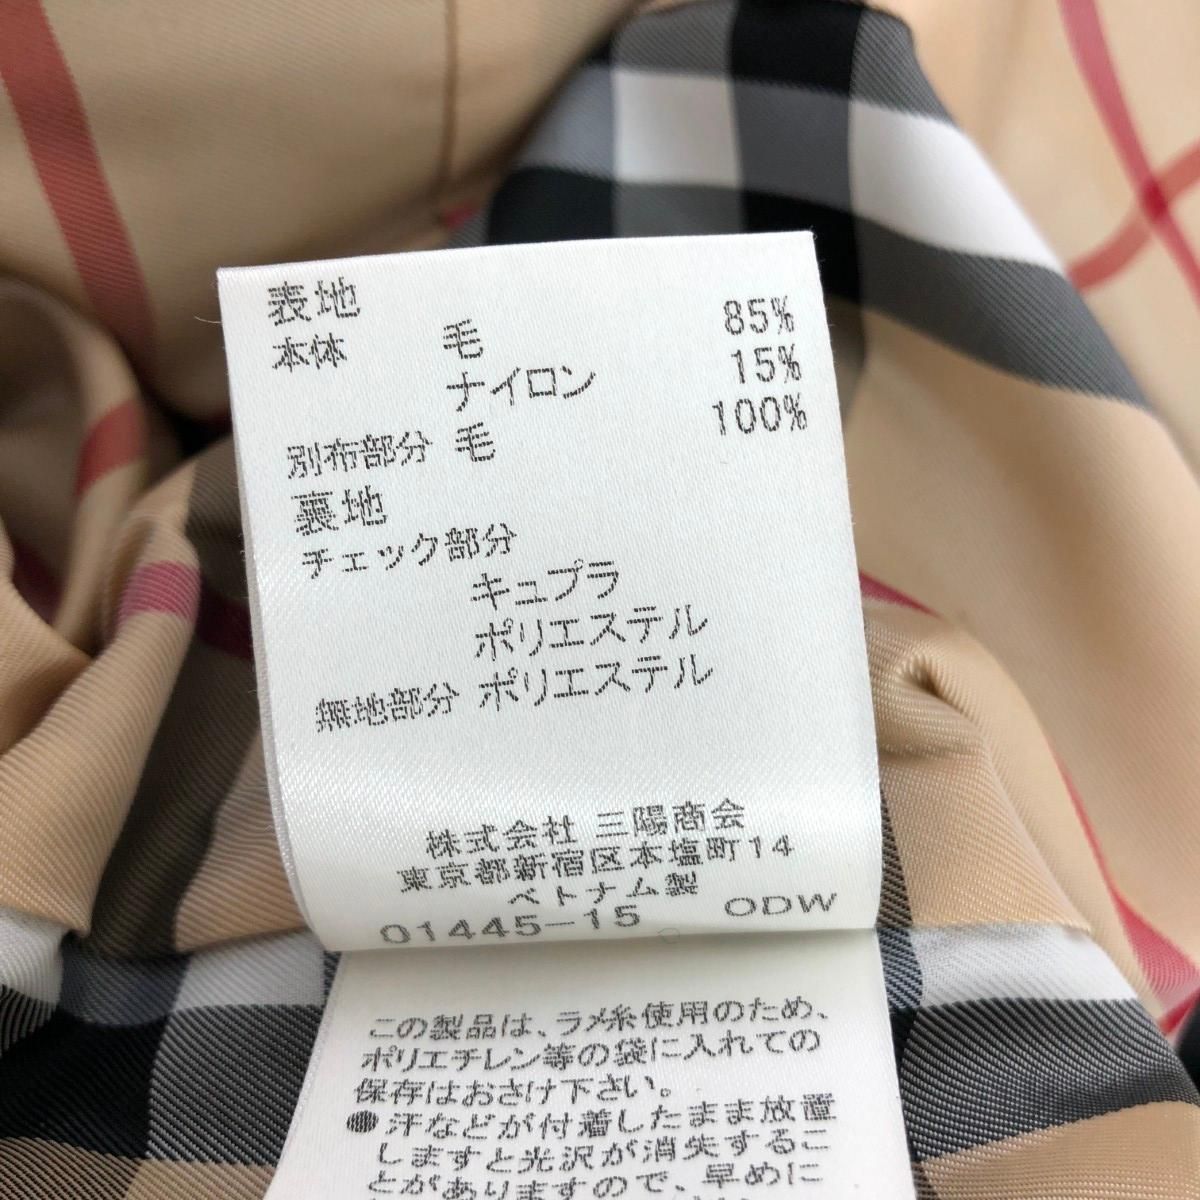 表地
本体 毛 85%
ナイロン 15%
別布部分 毛 100%
裏地
チェック部分
キュプラ
ポリエステル
無地部分 ポリエステル
株式会社 三陽商会
東京都新宿区本塩町14
ベトナム製
01445-15 ODW
この製品は、ラメ糸使用のため、
ポリエチレン等の袋に入れての
保存はおさけ下さい。
●汗などが付着したまま放置
しますと光沢が消失するこ
とがありますので、早めに